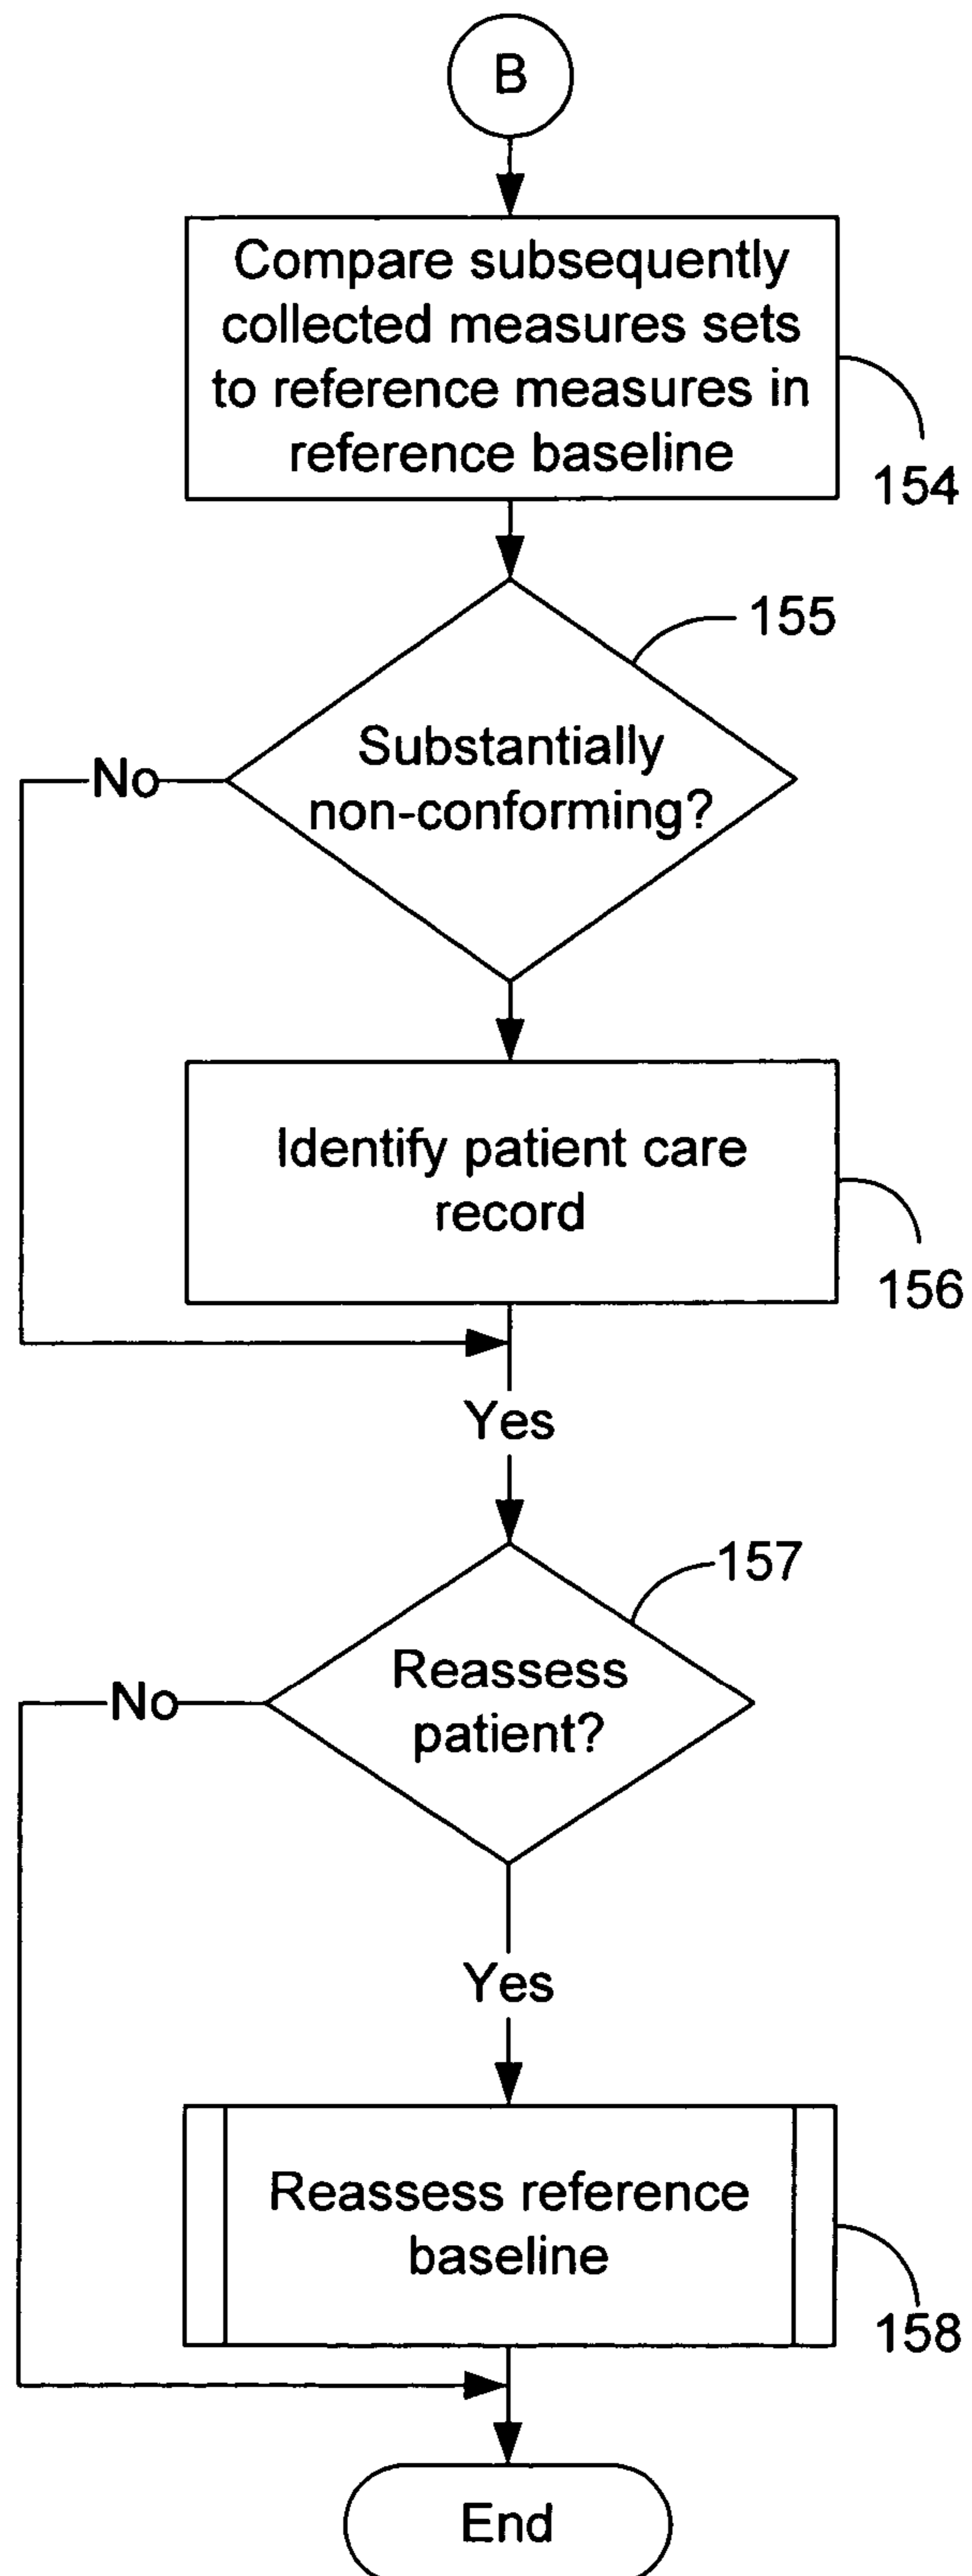 B
Compare subsequently
collected measures sets
to reference measures in
reference baseline
154
155
Substantially
non-conforming?
No
Identify patient care
record
156
Yes
157
Reassess
patient?
No
Yes
Reassess reference
baseline
158
End